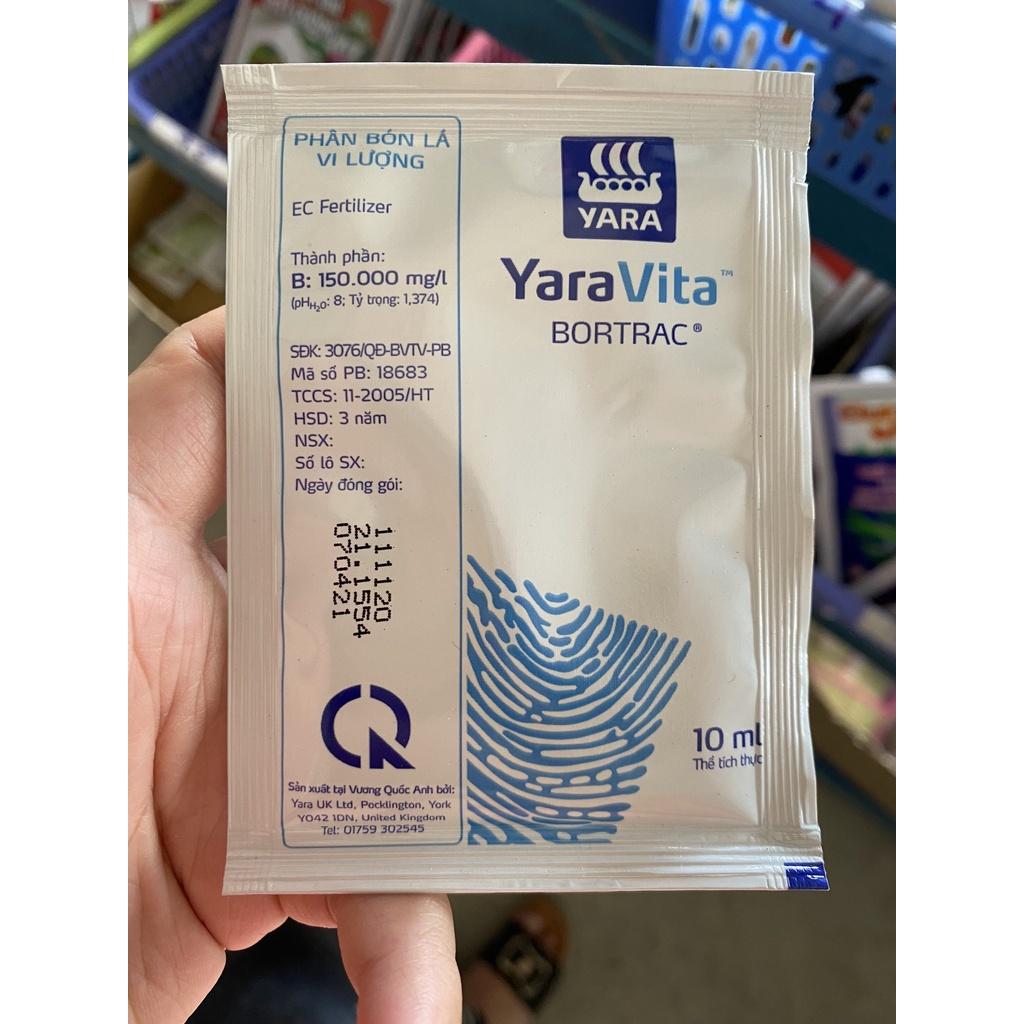 PHÂN BÓN LÁ
VI LƯỢNG
EC Fertilizer
Thành phần:
B: 150.000 mg/l
(pHH₂O: 8; Tỷ trọng: 1,374)
SĐK: 3076/QĐ-BVTV-PB
Mã số PB: 18683
TCCS: 11-2005/HT
HSD: 3 năm
NSX:
Số lô SX:
Ngày đóng gói:
111120
21.1554
070421
Sản xuất tại Vương Quốc Anh bởi:
Yara UK Ltd, Pocklington, York
YO42 1DN, United Kingdom
Tel: 01759 302545
YARA
YaraVita™
BORTRAC®
10 ml
Thể tích thực